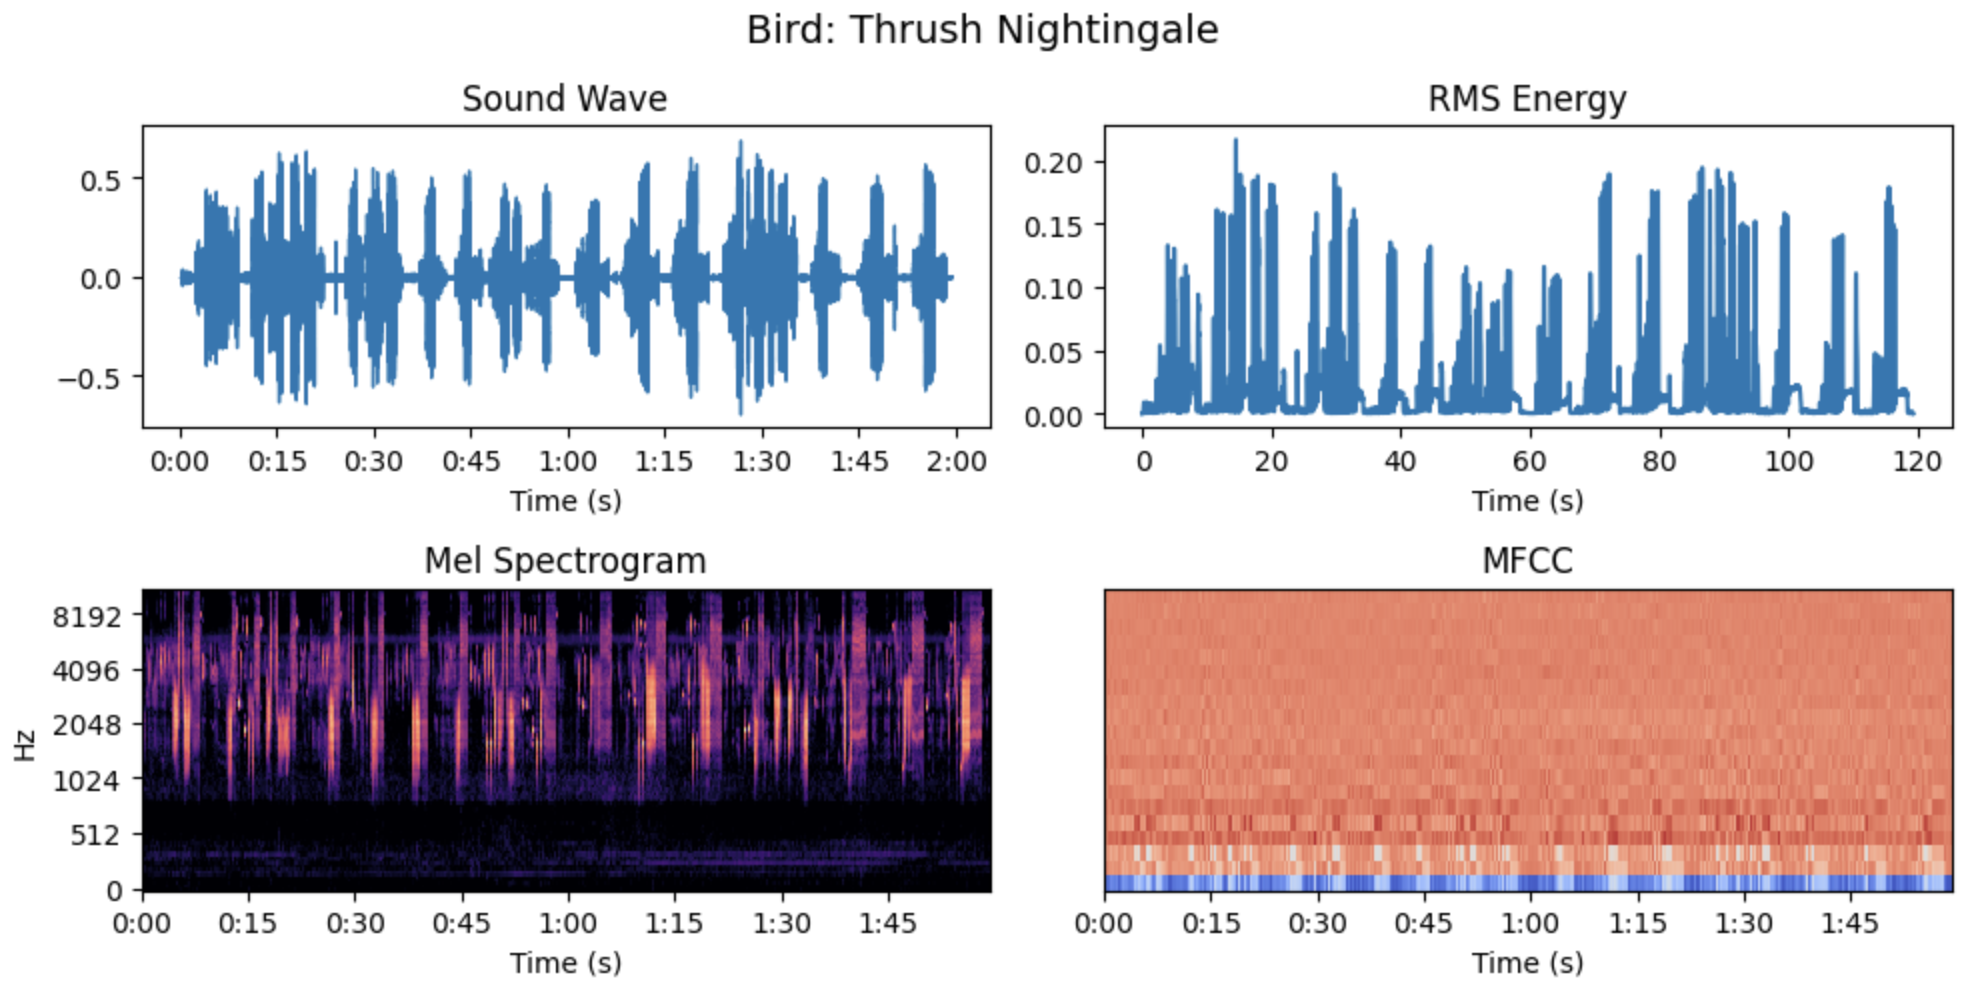 Bird: Thrush Nightingale
Sound Wave
0.5
0.0
−0.5
0:00 0:15 0:30 0:45 1:00 1:15 1:30 1:45 2:00
Time (s)
RMS Energy
0.20
0.15
0.10
0.05
0.00
0 20 40 60 80 100 120
Time (s)
Mel Spectrogram
Hz
8192
4096
2048
1024
512
0
0:00 0:15 0:30 0:45 1:00 1:15 1:30 1:45
Time (s)
MFCC
0:00 0:15 0:30 0:45 1:00 1:15 1:30 1:45
Time (s)